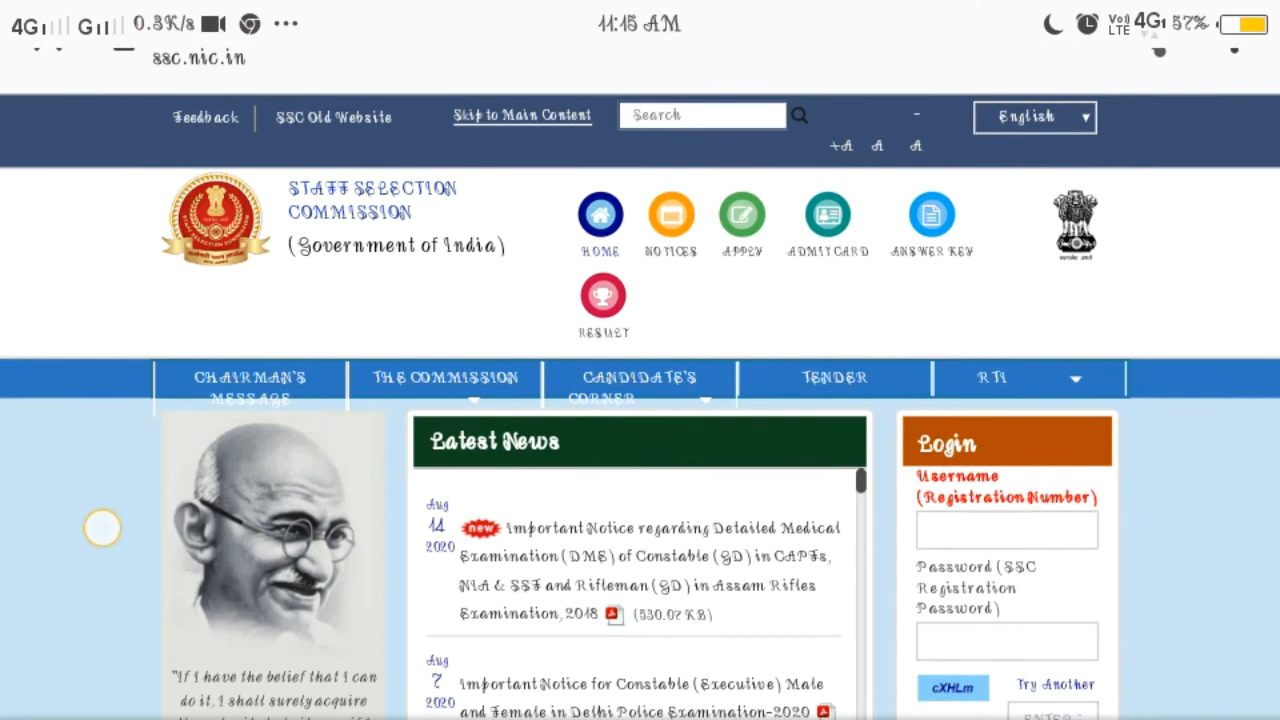 4G G 0.3K/s 11:15 AM Vo) LTE 4G 57%
ssc.nic.in
Feedback SSC Old Website Skip to Main Content Search - English
+A A A
STAFF SELECTION
COMMISSION
(Government of India)
HOME NOTICES APPLY ADMITCARD ANSWER KEY
RESULT
CHAIRMAN'S
MESSAGE
THE COMMISSION
CANDIDATE'S
CORNER
TENDER
RTI
"If I have the belief that I can
do it, I shall surely acquire
Latest News
Aug
14
2020
new Important Notice regarding Detailed Medical
Examination (DME) of Constable (GD) in CAPFs,
NIA & SSF and Rifleman (GD) in Assam Rifles
Examination, 2018 (330.07 KB)
Aug
7
2020
Important Notice for Constable (Executive) Male
and Female in Delhi Police Examination-2020
Login
Username
(Registration Number)
Password (SSC
Registration
Password)
cXHLm Try Another